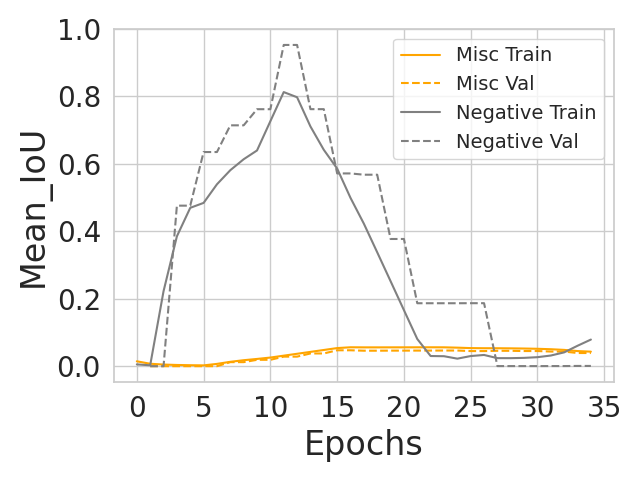 1.0
0.8
0.6
0.4
0.2
0.0
Mean_IoU
Misc Train
Misc Val
Negative Train
Negative Val
0 5 10 15 20 25 30 35
Epochs